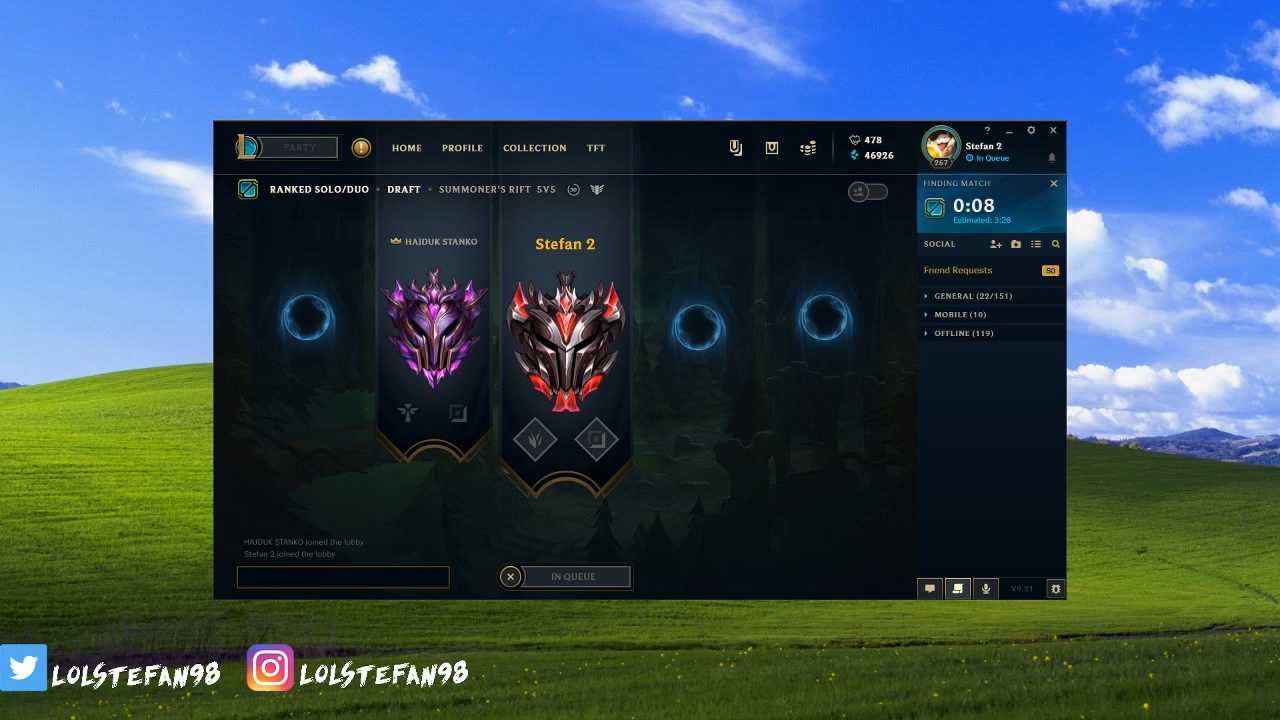 PARTY
HOME
PROFILE
COLLECTION
TFT
478
46926
267
?
Stefan 2
In Queue
RANKED SOLO/DUO • DRAFT • SUMMONER'S RIFT 5V5
30
FINDING MATCH
0:08
Estimated: 3:26
SOCIAL
Friend Requests 50
GENERAL (22/151)
MOBILE (10)
OFFLINE (119)
HAJDUK STANKO
Stefan 2
HAJDUK STANKO joined the lobby
Stefan 2 joined the lobby
IN QUEUE
V9.21
LOLSTEFAN98
LOLSTEFAN98